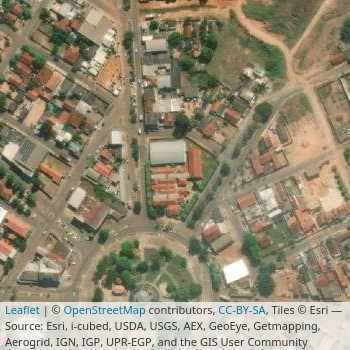 Leaflet | © OpenStreetMap contributors, CC-BY-SA, Tiles © Esri —
Source: Esri, i-cubed, USDA, USGS, AEX, GeoEye, Getmapping,
Aerogrid, IGN, IGP, UPR-EGP, and the GIS User Community